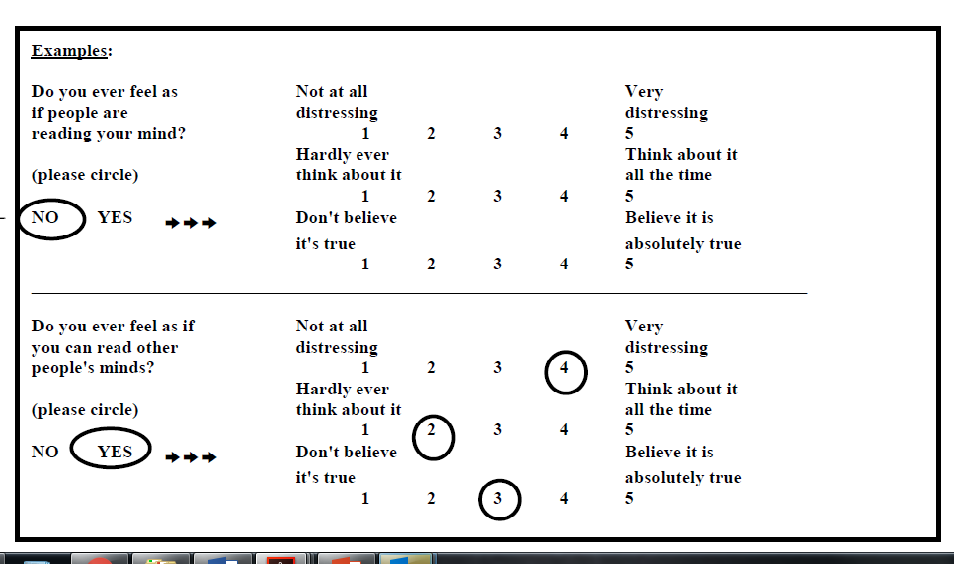 Examples:
Do you ever feel as Not at all Very
if people are distressing distressing
reading your mind? 1 2 3 4 5
Hardly ever Think about it
(please circle) think about it all the time
1 2 3 4 5
NO YES Don't believe Believe it is
it's true absolutely true
1 2 3 4 5
Do you ever feel as if Not at all Very
you can read other distressing distressing
people's minds? 1 2 3 4 5
Hardly ever Think about it
(please circle) think about it all the time
1 2 3 4 5
NO YES Don't believe Believe it is
it's true absolutely true
1 2 3 4 5